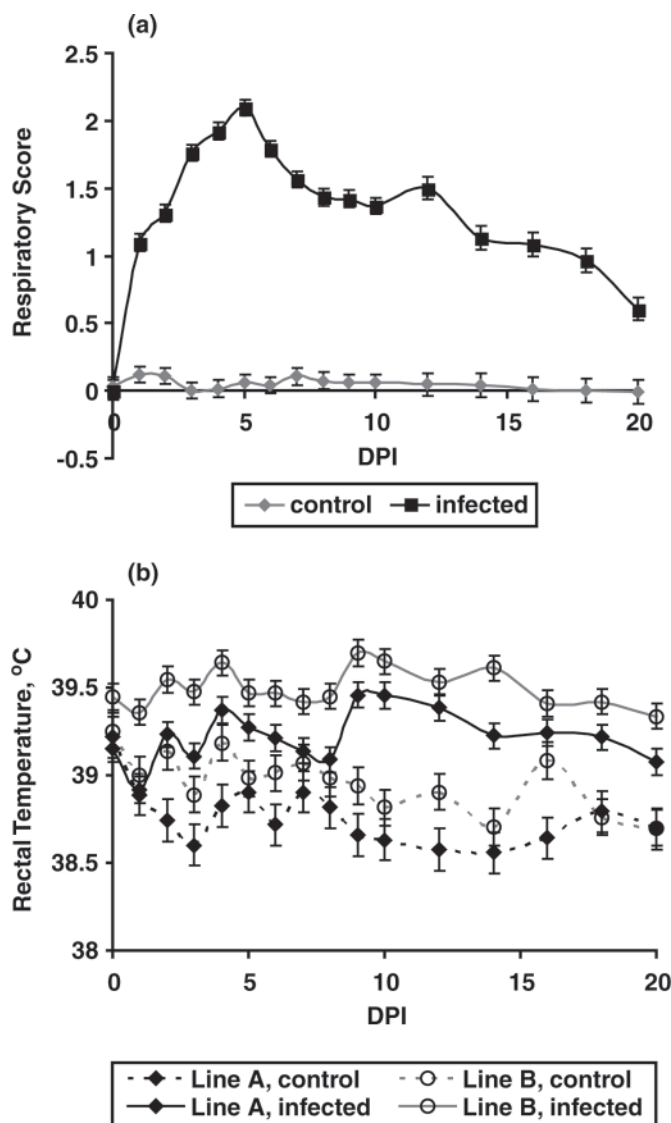 (a)
2.5
2
1.5
1
0.5
0
-0.5
Respiratory Score
0 5 10 15 20
DPI
control infected
(b)
40
39.5
39
38.5
38
Rectal Temperature, °C
0 5 10 15 20
DPI
Line A, control Line B, control
Line A, infected Line B, infected